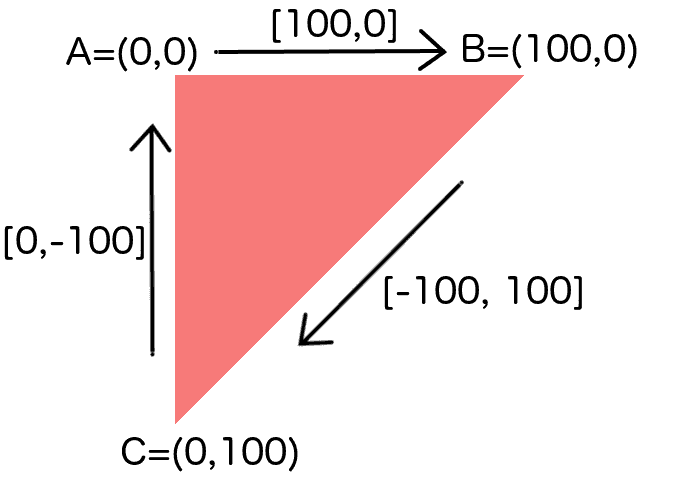 [100,0]
A=(0,0)
B=(100,0)
[0,-100]
[-100, 100]
C=(0,100)